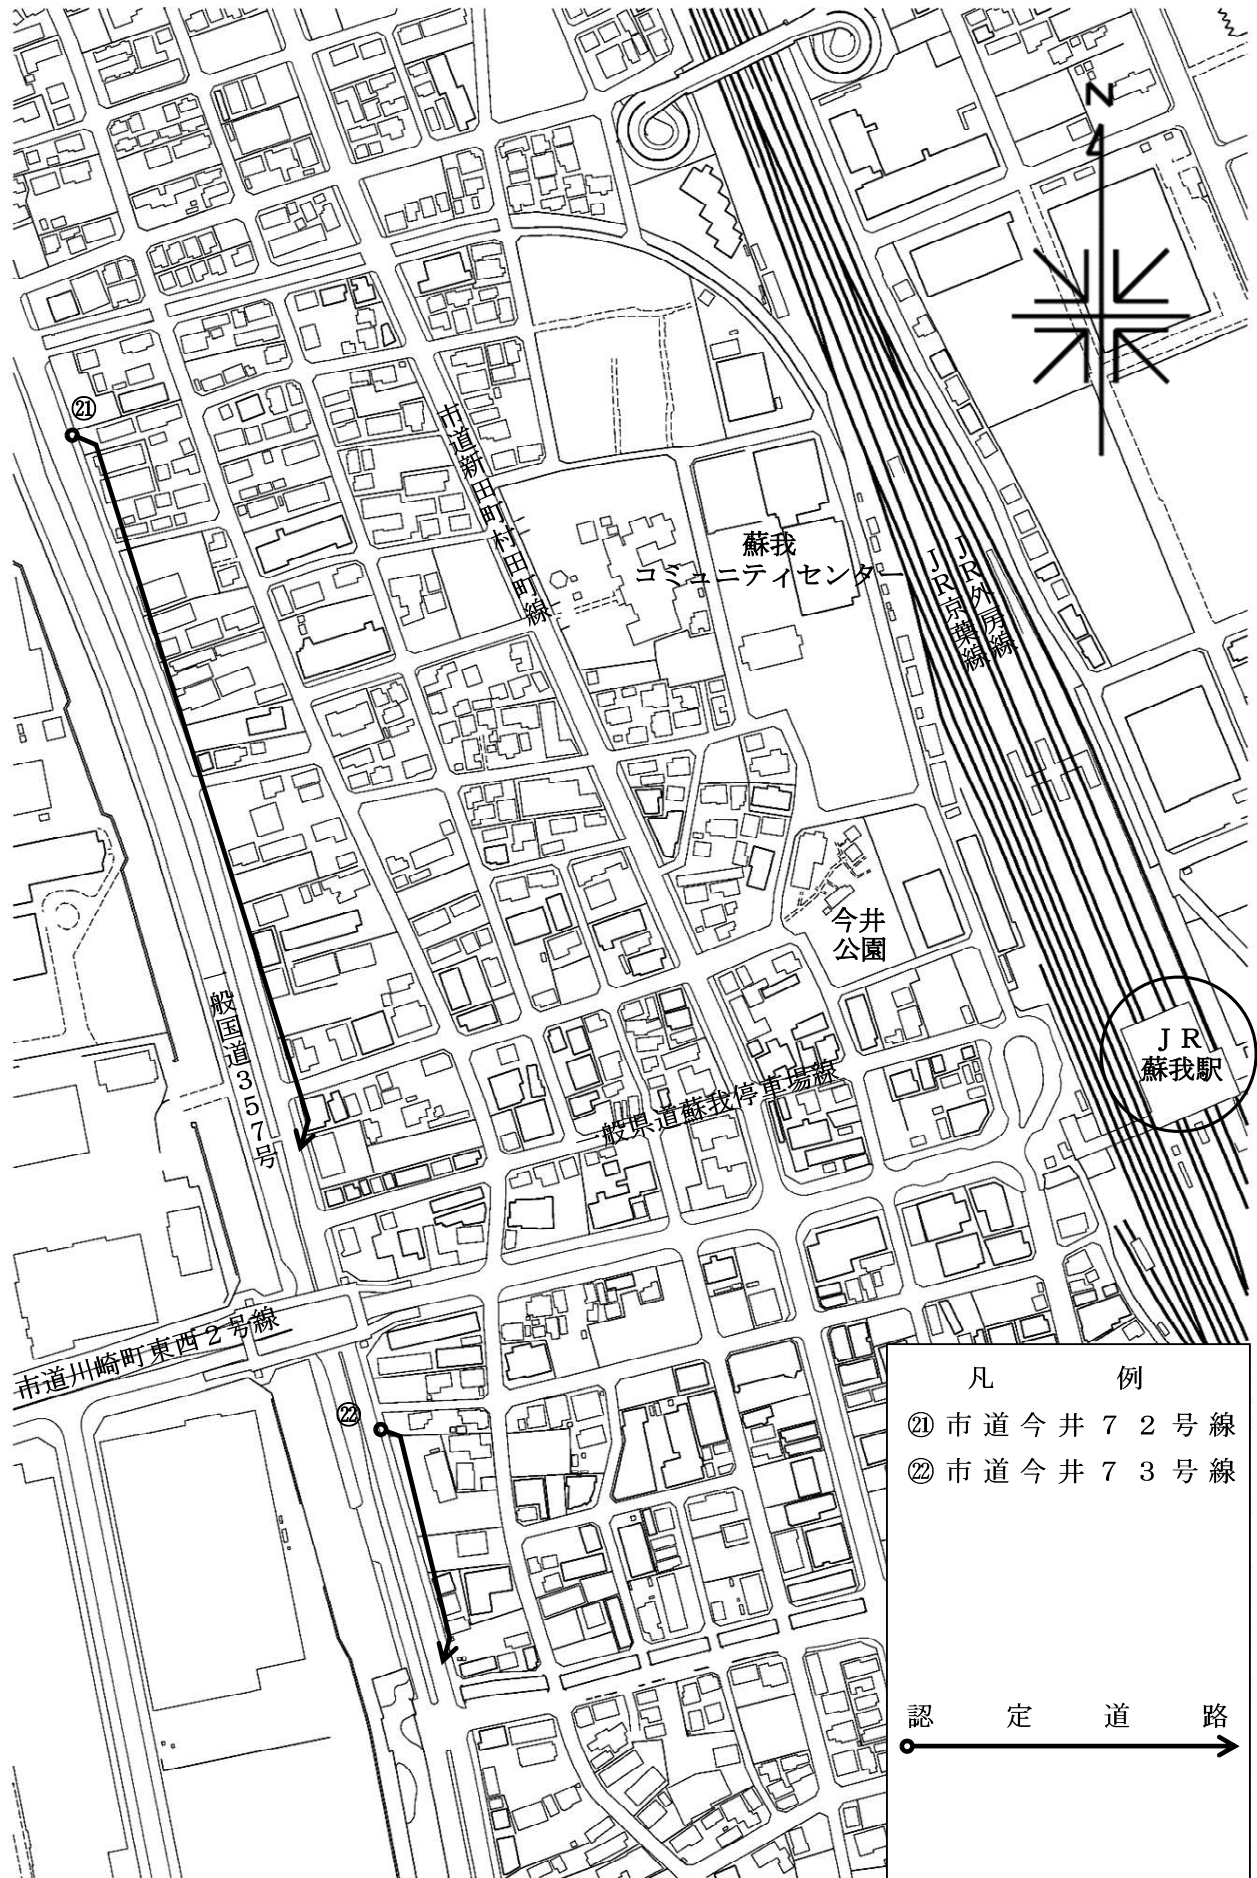 N
㉑
市道新田町村田町線
蘇我
コミュニティセンター
JR外房線
JR京葉線
今井
公園
一般国道357号
JR
蘇我駅
一般県道蘇我停車場線
市道川崎町東西2号線
㉒
凡例
㉑市道今井72号線
㉒市道今井73号線
認定道路